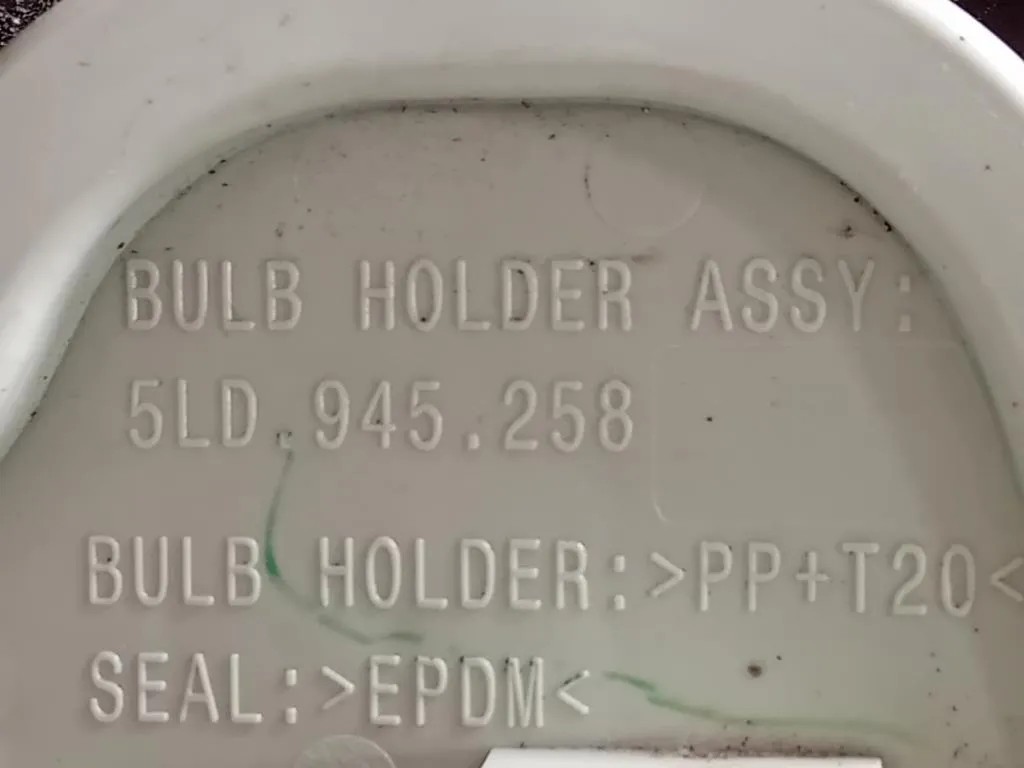 BULB HOLDER ASSY:
5LD.945.258
BULB HOLDER:>PP+T20<
SEAL:>EPDM<